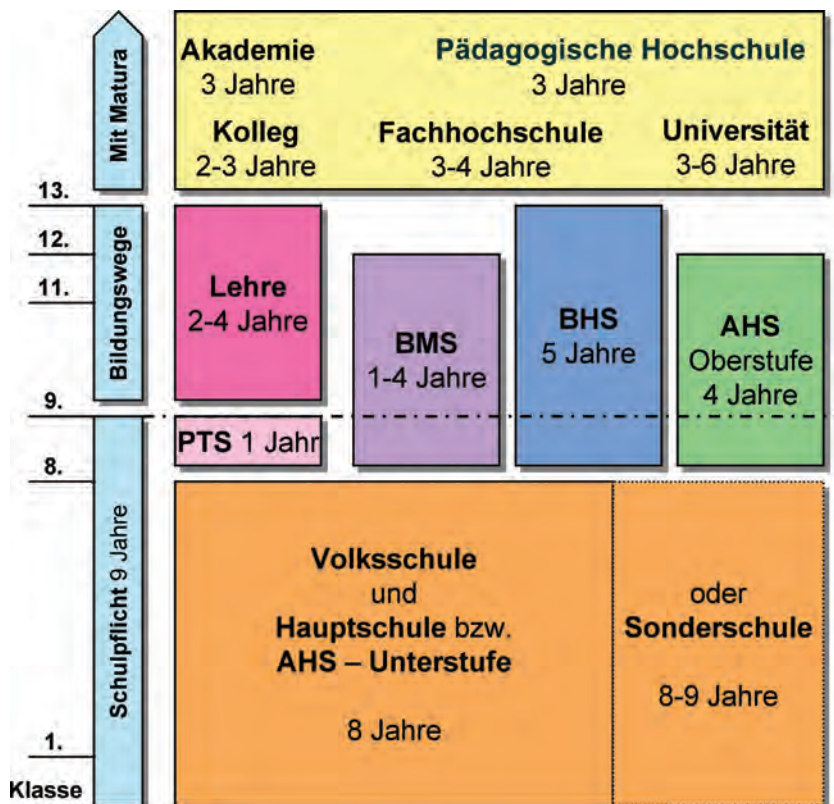 Mit Matura
Akademie
3 Jahre
Pädagogische Hochschule
3 Jahre
Kolleg
2-3 Jahre
Fachhochschule
3-4 Jahre
Universität
3-6 Jahre
13.
12.
11.
9.
8.
1.
Klasse
Bildungswege
Lehre
2-4 Jahre
BMS
1-4 Jahre
BHS
5 Jahre
AHS
Oberstufe
4 Jahre
PTS 1 Jahr
Schulpflicht 9 Jahre
Volksschule
und
Hauptschule bzw.
AHS – Unterstufe
8 Jahre
oder
Sonderschule
8-9 Jahre